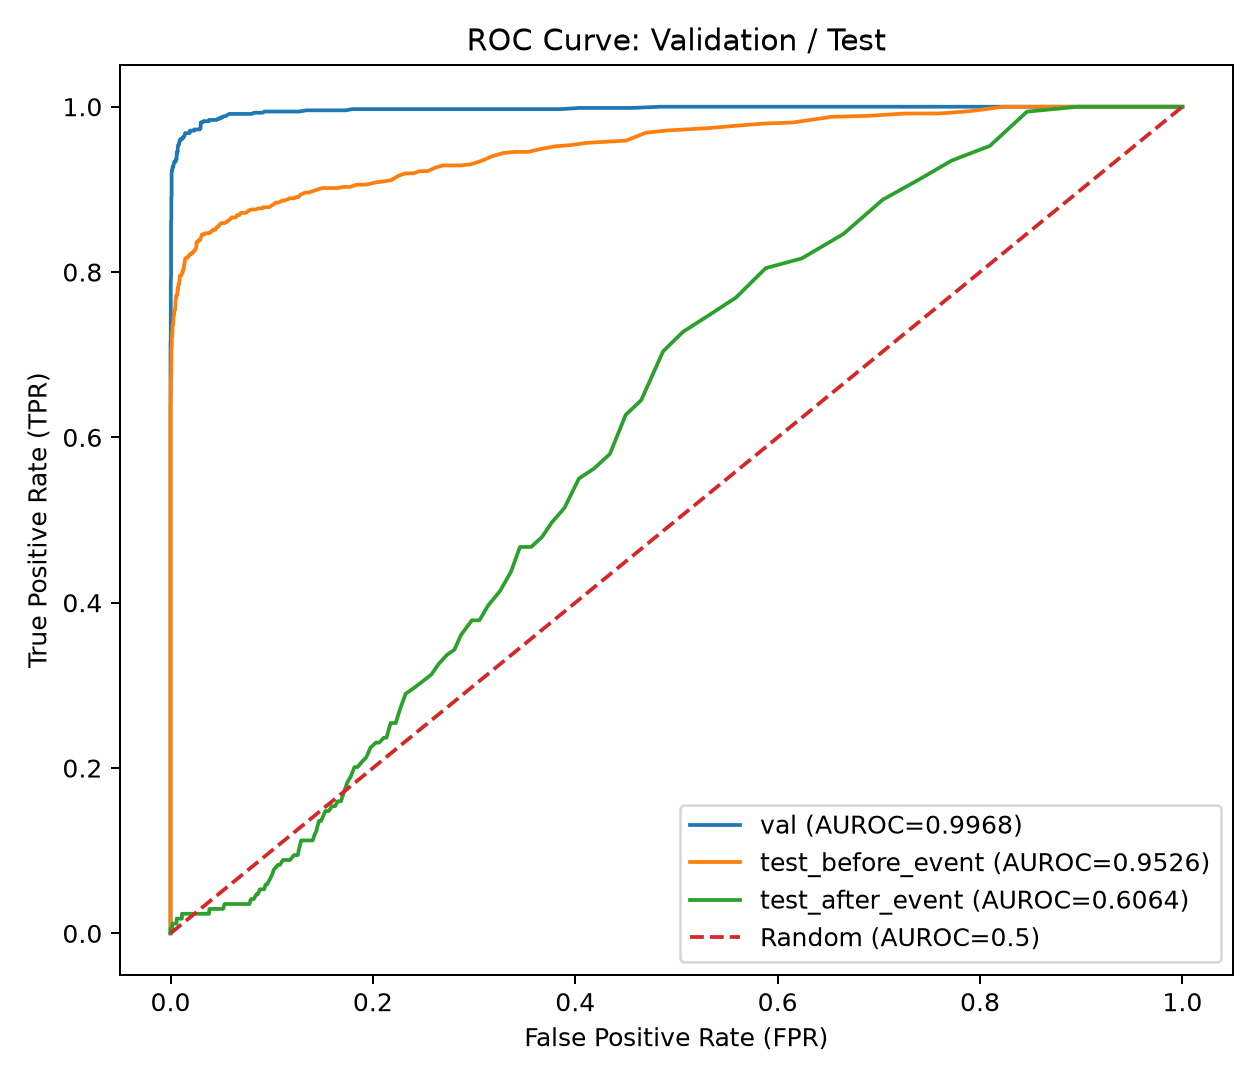 ROC Curve: Validation / Test
True Positive Rate (TPR)
1.0
0.8
0.6
0.4
0.2
0.0
val (AUROC=0.9968)
test_before_event (AUROC=0.9526)
test_after_event (AUROC=0.6064)
Random (AUROC=0.5)
0.0 0.2 0.4 0.6 0.8 1.0
False Positive Rate (FPR)